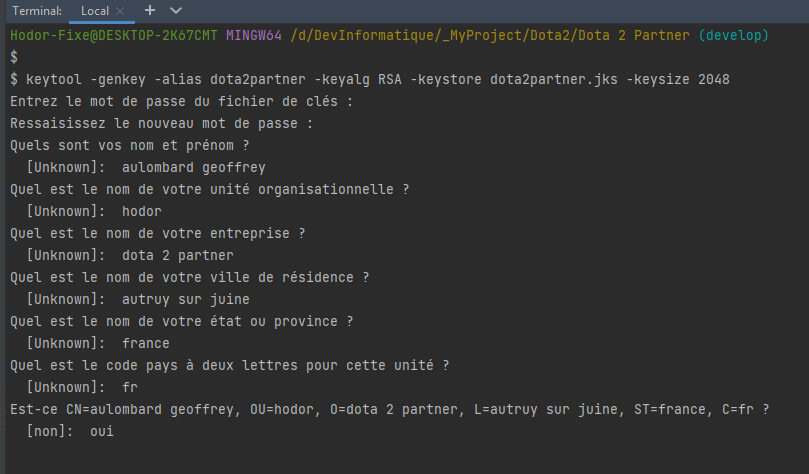 Terminal: Local × + 
Hodor-Fixe@DESKTOP-2K67CMT MINGW64 /d/DevInformatique/_MyProject/Dota2/Dota 2 Partner (develop)
$
$ keytool -genkey -alias dota2partner -keyalg RSA -keystore dota2partner.jks -keysize 2048
Entrez le mot de passe du fichier de clés :
Ressaisissez le nouveau mot de passe :
Quels sont vos nom et prénom ?
[Unknown]: aulombard geoffrey
Quel est le nom de votre unité organisationnelle ?
[Unknown]: hodor
Quel est le nom de votre entreprise ?
[Unknown]: dota 2 partner
Quel est le nom de votre ville de résidence ?
[Unknown]: autruy sur juine
Quel est le nom de votre état ou province ?
[Unknown]: france
Quel est le code pays à deux lettres pour cette unité ?
[Unknown]: fr
Est-ce CN=aulombard geoffrey, OU=hodor, O=dota 2 partner, L=autruy sur juine, ST=france, C=fr ?
[non]: oui